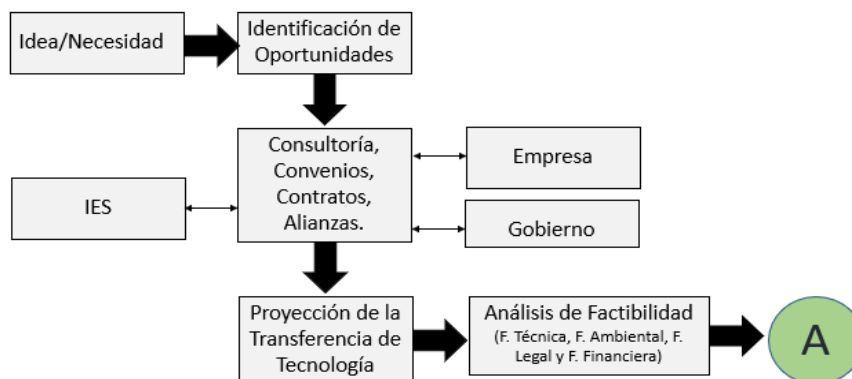 Idea/Necesidad
Identificación de
Oportunidades
Consultoría,
Convenios,
Contratos,
Alianzas.
Empresa
IES
Gobierno
Proyección de la
Transferencia de
Tecnología
Análisis de Factibilidad
(F. Técnica, F. Ambiental, F.
Legal y F. Financiera)
A